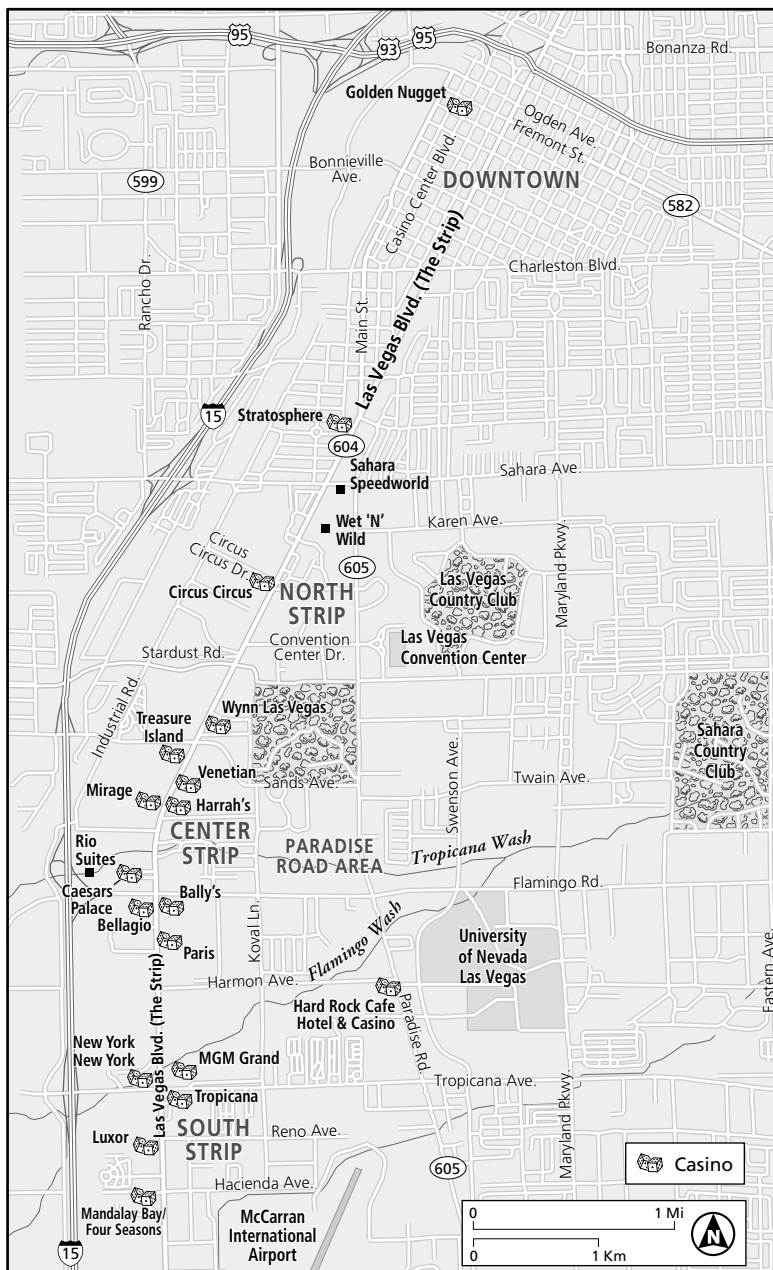 95
93
95
Bonanza Rd.
Golden Nugget
Ogden Ave.
Fremont St.
Casino Center Blvd.
Bonnieville
Ave.
DOWNTOWN
599
582
Rancho Dr.
Main St.
Las Vegas Blvd. (The Strip)
Charleston Blvd.
15
Stratosphere
604
Sahara
Speedworld
Sahara Ave.
Wet 'N'
Wild
Karen Ave.
Maryland Pkwy.
Circus
Circus Dr.
605
Circus Circus
NORTH
STRIP
Las Vegas
Country Club
Convention
Center Dr.
Las Vegas
Convention Center
Stardust Rd.
Industrial Rd.
Wynn Las Vegas
Treasure
Island
Sahara
Country
Club
Swenson Ave.
Venetian
Sands Ave.
Twain Ave.
Mirage
Harrah's
CENTER
STRIP
PARADISE
ROAD AREA
Tropicana Wash
Rio
Suites
Caesars
Palace
Flamingo Rd.
Bally's
Bellagio
Koval Ln.
Flamingo Wash
Paris
University
of Nevada
Las Vegas
Eastern Ave.
Las Vegas Blvd. (The Strip)
Harmon Ave.
Hard Rock Cafe
Hotel & Casino
Paradise Rd.
New York
New York
MGM Grand
Tropicana Ave.
Tropicana
Maryland Pkwy.
SOUTH
STRIP
Luxor
Reno Ave.
605
Casino
Hacienda Ave.
Mandalay Bay/
Four Seasons
McCarran
International
Airport
15
0 1 Mi
0 1 Km
N